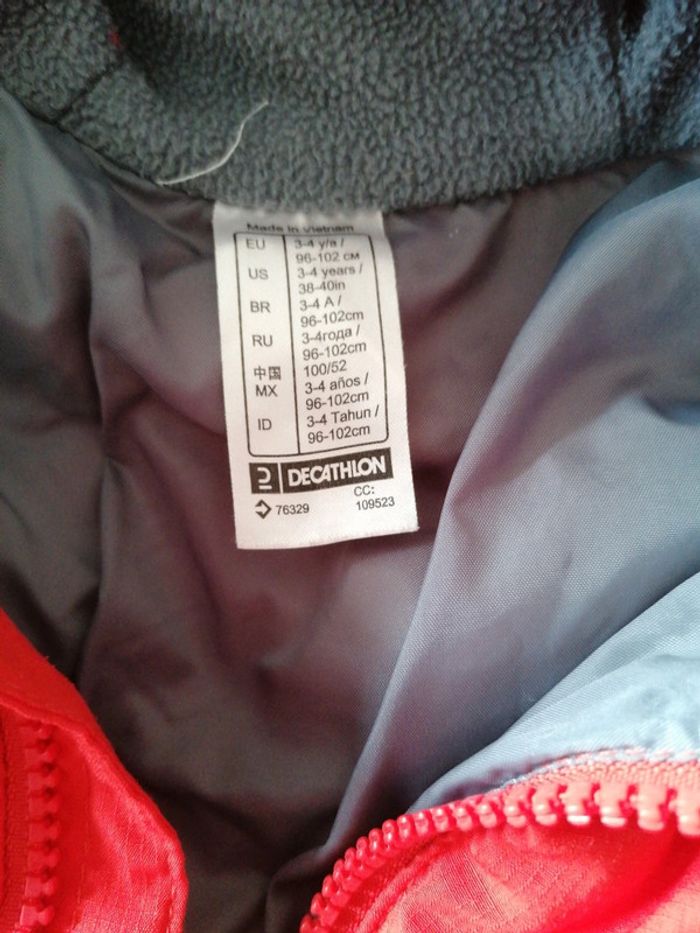 Made in Vietnam
EU 3-4 y/a /
96-102 см
US 3-4 years /
38-40in
BR 3-4 A /
96-102cm
RU 3-4года /
96-102cm
中国 100/52
MX 3-4 años /
96-102cm
ID 3-4 Tahun /
96-102cm
DECATHLON
76329 CC:
109523